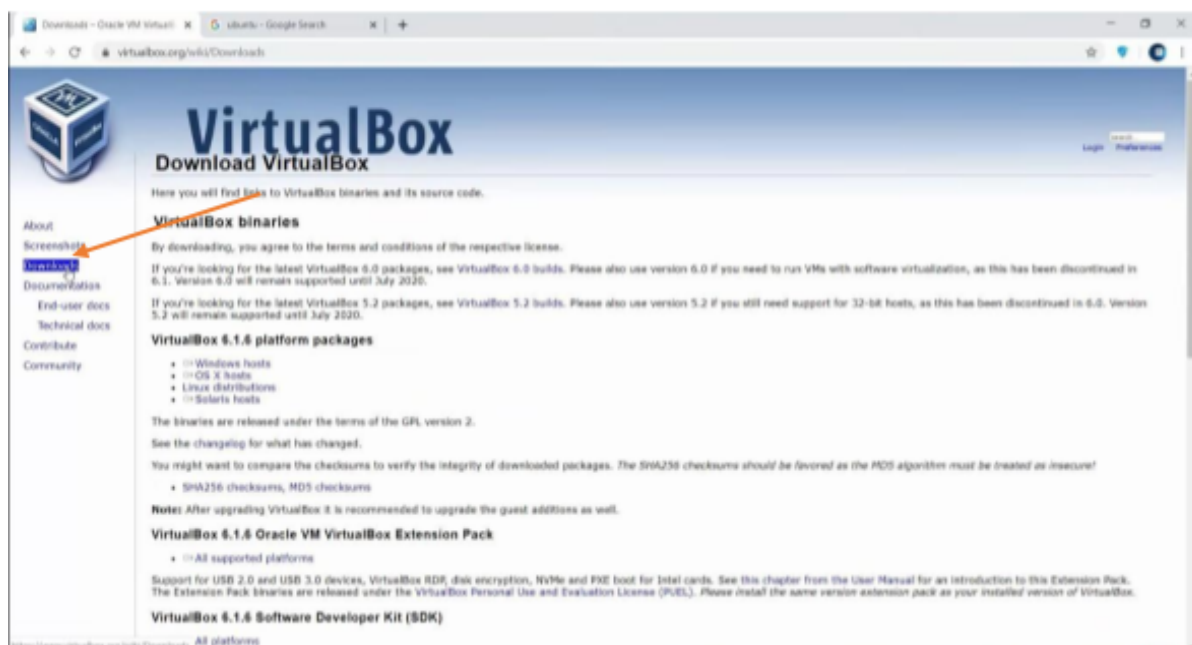 Downloads – Oracle VM Virtual
ubuntu - Google Search
virtualbox.org/wiki/Downloads
VirtualBox
search
Login Preferences
Download VirtualBox
Here you will find links to VirtualBox binaries and its source code.
About
Screenshots
Downloads
Documentation
End-user docs
Technical docs
Contribute
Community
VirtualBox binaries
By downloading, you agree to the terms and conditions of the respective license.
If you're looking for the latest VirtualBox 6.0 packages, see VirtualBox 6.0 builds. Please also use version 6.0 if you need to run VMs with software virtualization, as this has been discontinued in
6.1. Version 6.0 will remain supported until July 2020.
If you're looking for the latest VirtualBox 5.2 packages, see VirtualBox 5.2 builds. Please also use version 5.2 if you still need support for 32-bit hosts, as this has been discontinued in 6.0. Version
5.2 will remain supported until July 2020.
VirtualBox 6.1.6 platform packages
Windows hosts
OS X hosts
Linux distributions
Solaris hosts
The binaries are released under the terms of the GPL version 2.
See the changelog for what has changed.
You might want to compare the checksums to verify the integrity of downloaded packages. The SHA256 checksums should be favored as the MD5 algorithm must be treated as insecure!
SHA256 checksums, MD5 checksums
Note: After upgrading VirtualBox it is recommended to upgrade the guest additions as well.
VirtualBox 6.1.6 Oracle VM VirtualBox Extension Pack
All supported platforms
Support for USB 2.0 and USB 3.0 devices, VirtualBox RDP, disk encryption, NVMe and PXE boot for Intel cards. See this chapter from the User Manual for an introduction to this Extension Pack.
The Extension Pack binaries are released under the VirtualBox Personal Use and Evaluation License (PUEL). Please install the same version extension pack as your installed version of VirtualBox.
VirtualBox 6.1.6 Software Developer Kit (SDK)
All platforms